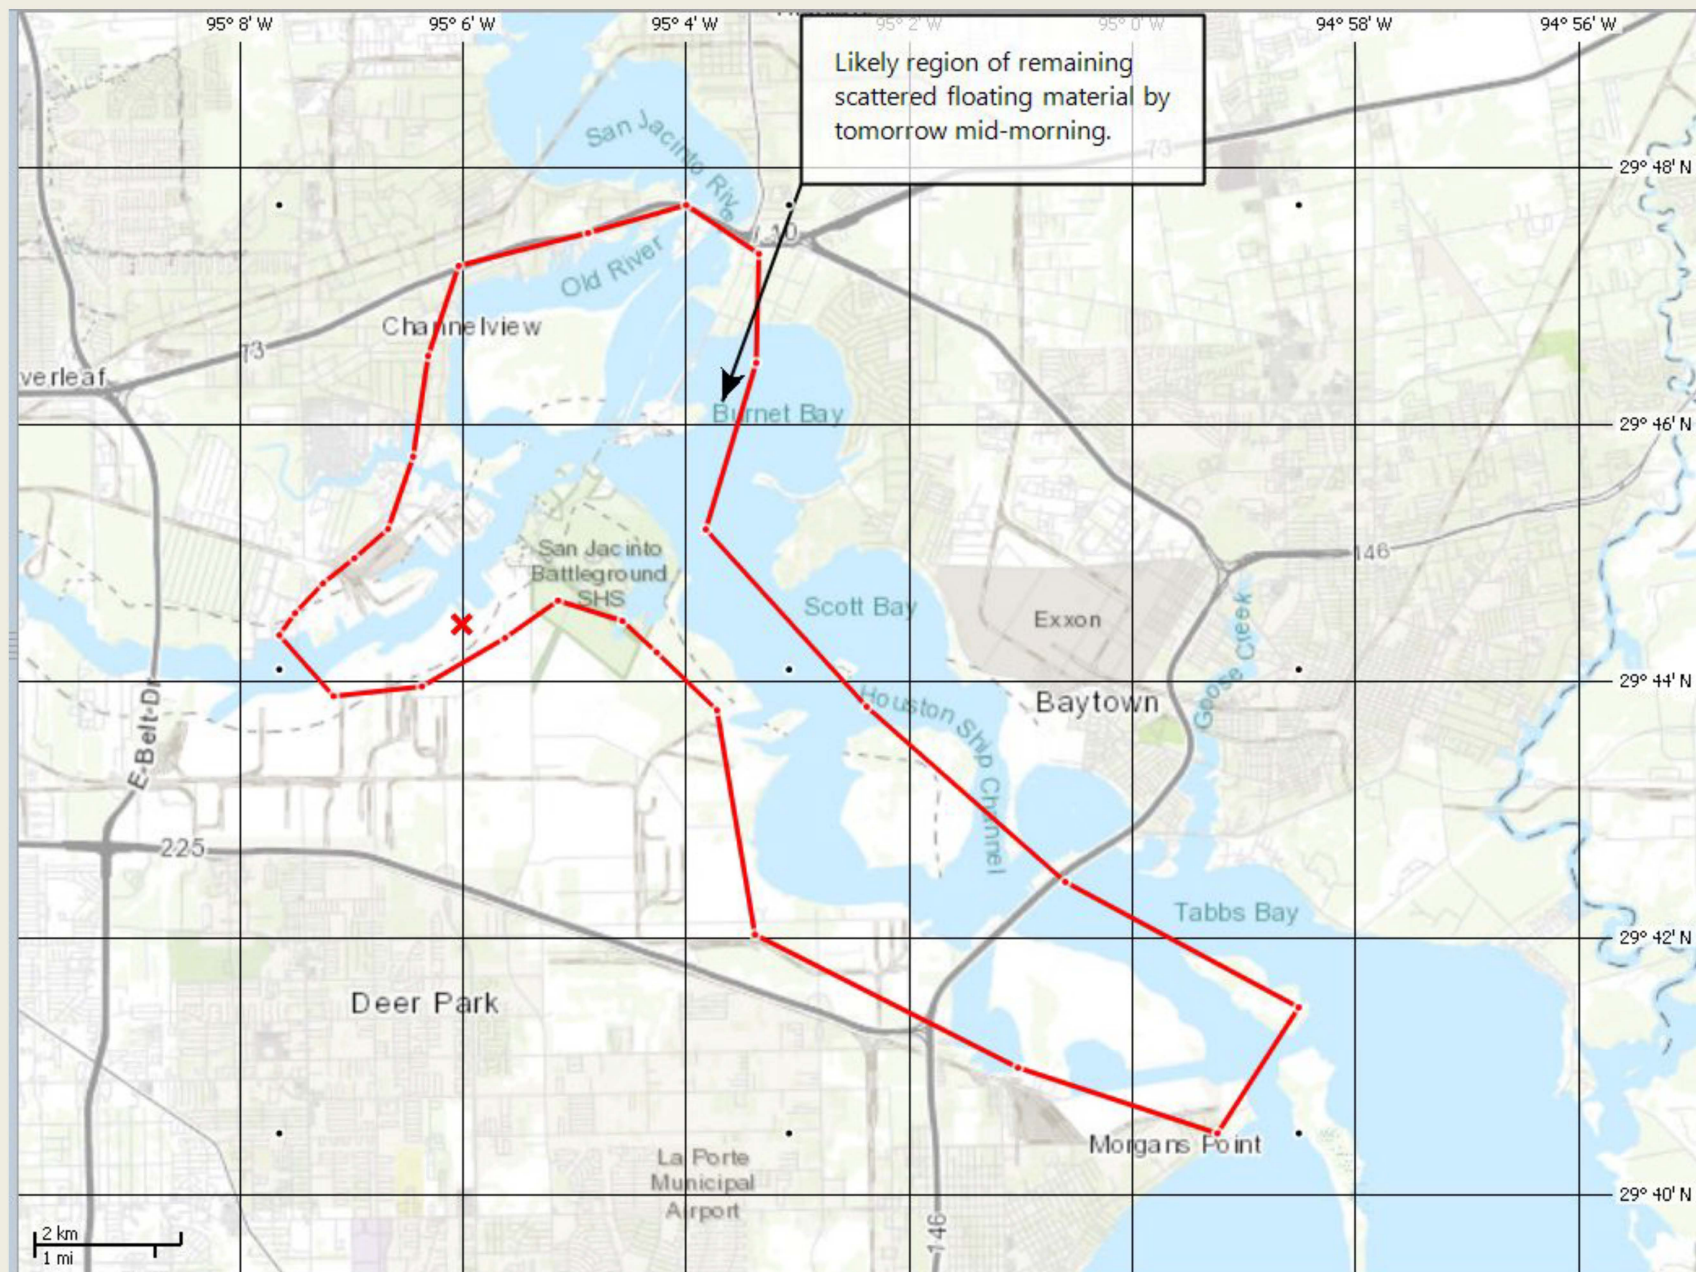 95° 8' W
95° 6' W
95° 4' W
95° 2' W
95° 0' W
94° 58' W
94° 56' W
Likely region of remaining
scattered floating material by
tomorrow mid-morning.
San Jacinto River
73
29° 48' N
I-10
Old River
Channelview
73
verleaf
Burnet Bay
29° 46' N
San Jacinto
Battleground
SHS
146
Scott Bay
Exxon
Goose Creek
29° 44' N
Houston Ship Channel
Baytown
E-Belt-Dr
225
Tabbs Bay
29° 42' N
Deer Park
Morgans Point
La Porte
Municipal
Airport
29° 40' N
146
2 km
1 mi